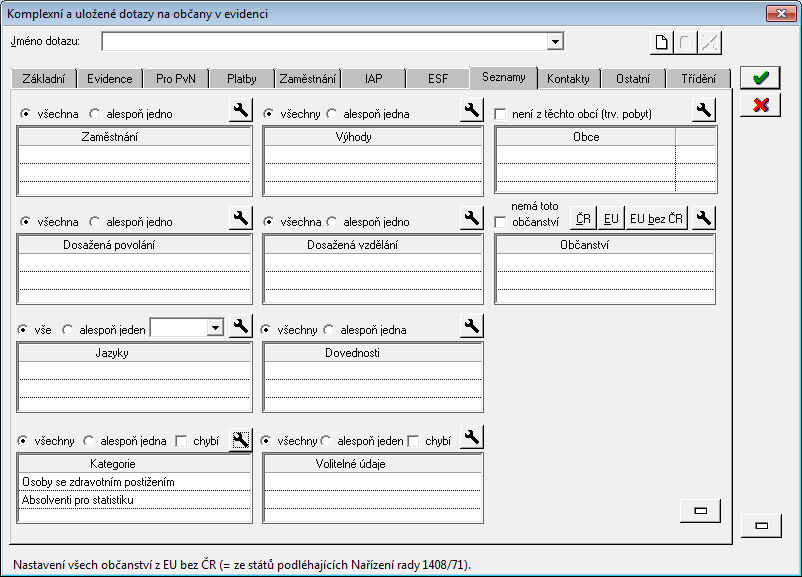 Komplexní a uložené dotazy na občany v evidenci
Jméno dotazu:
Základní Evidence Pro PvN Platby Zaměstnání IAP ESF Seznamy Kontakty Ostatní Třídění
všechna alespoň jedno všechny alespoň jedna není z těchto obcí (trv. pobyt)
Zaměstnání Výhody Obce
nemá toto
všechna alespoň jedno všechna alespoň jedno občanství ČR EU EU bez ČR
Dosažená povolání Dosažená vzdělání Občanství
vše alespoň jeden všechny alespoň jedna
Jazyky Dovednosti
všechny alespoň jedna chybí všechny alespoň jeden chybí
Kategorie Volitelné údaje
Osoby se zdravotním postižením
Absolventi pro statistiku
Nastavení všech občanství z EU bez ČR (= ze států podléhajících Nařízení rady 1408/71).